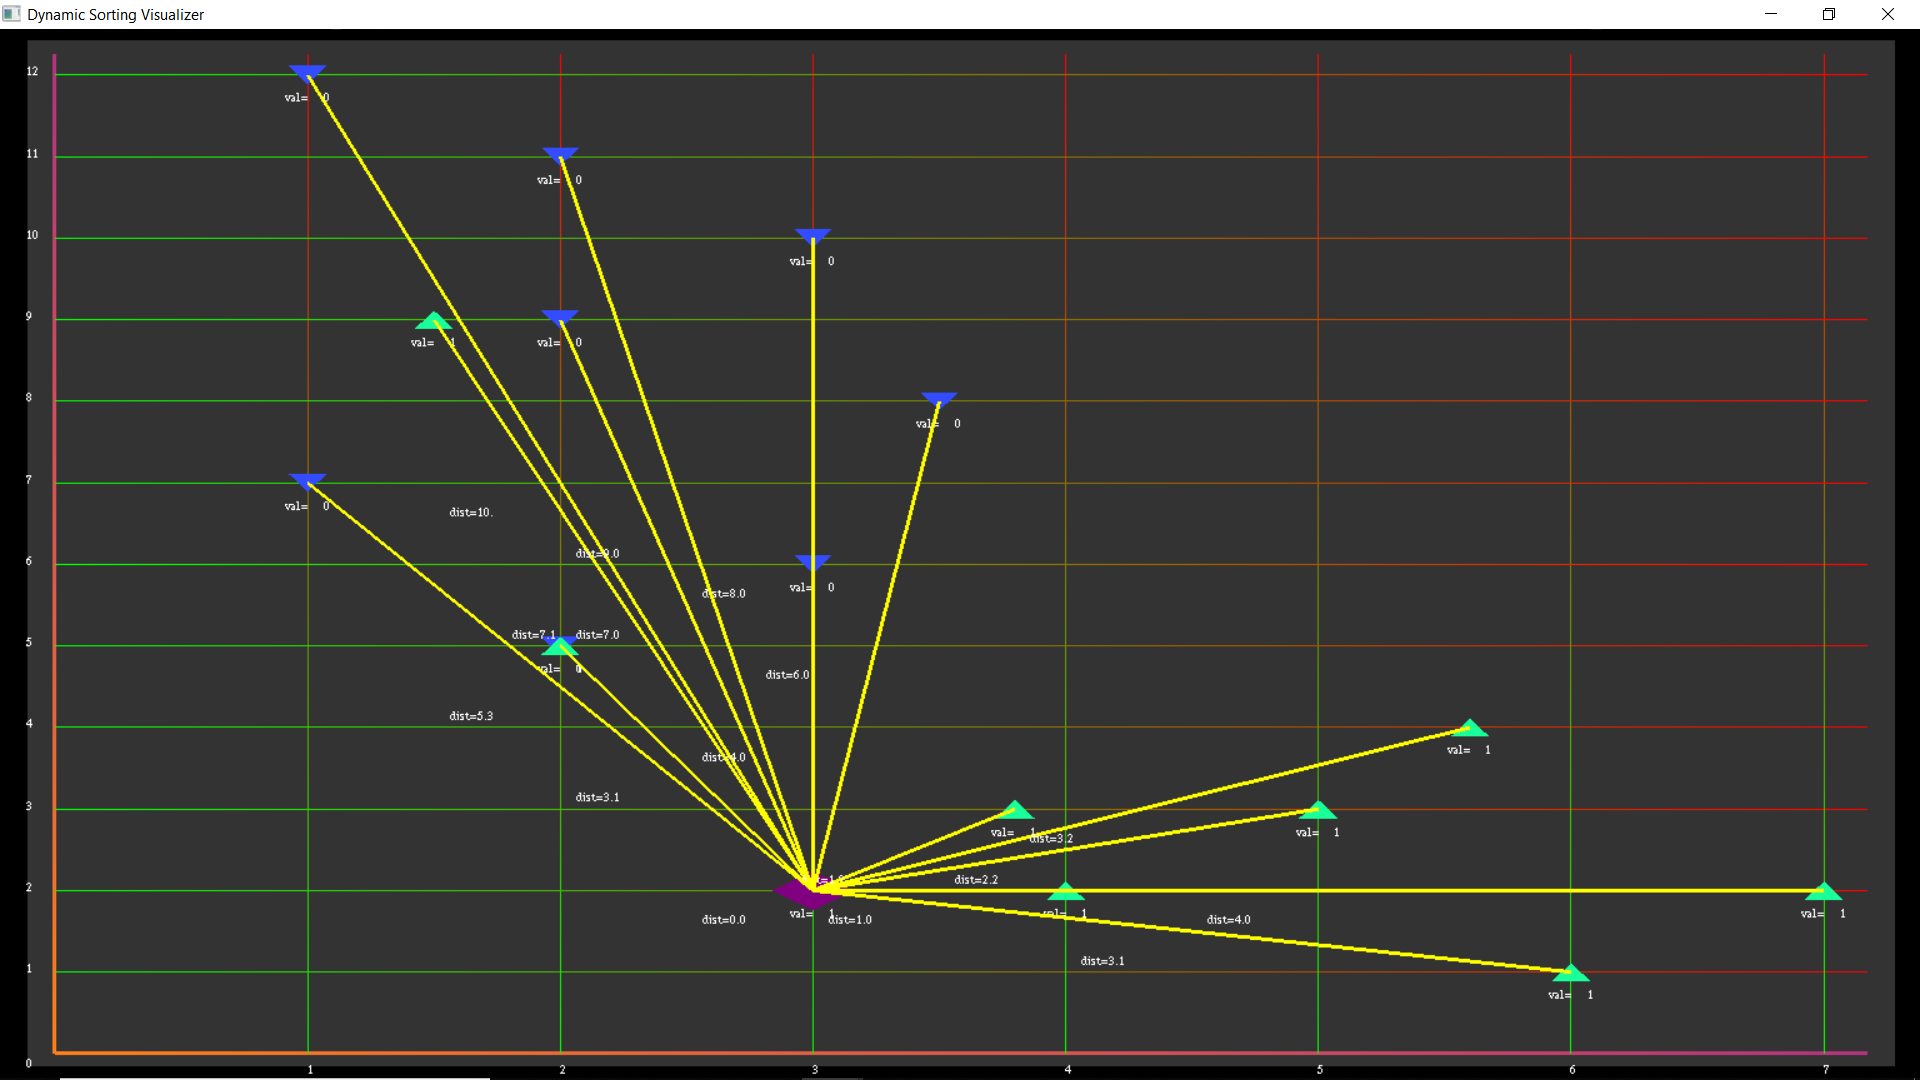 Dynamic Sorting Visualizer
12
val= 0
11
val= 0
10
val= 0
9
val= 1
val= 0
8
val= 0
7
val= 0
dist=10.
6
dist=9.0
dist=8.0
val= 0
5
dist=7.1
dist=7.0
val=
dist=6.0
4
dist=5.3
val= 1
dist=4.0
3
dist=3.1
val= 1
dist=3.2
val= 1
2
dist=2.2
dist=0.0
val= 1
dist=1.0
val= 1
dist=4.0
val= 1
1
dist=3.1
val= 1
0
1
2
3
4
5
6
7